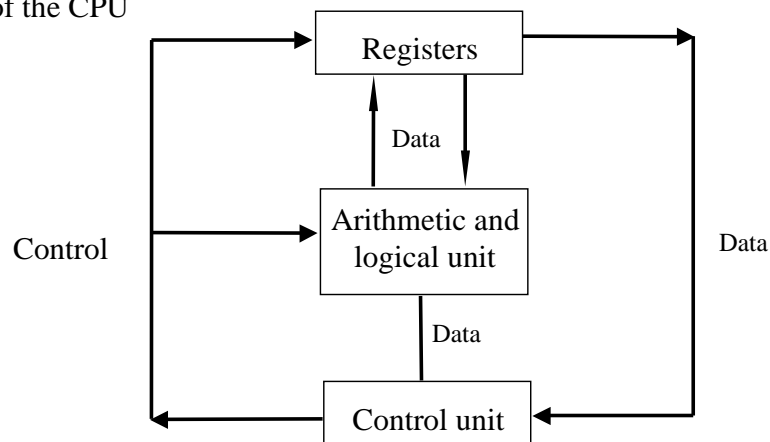 of the CPU
Registers
Data
Arithmetic and
logical unit
Control
Data
Data
Control unit